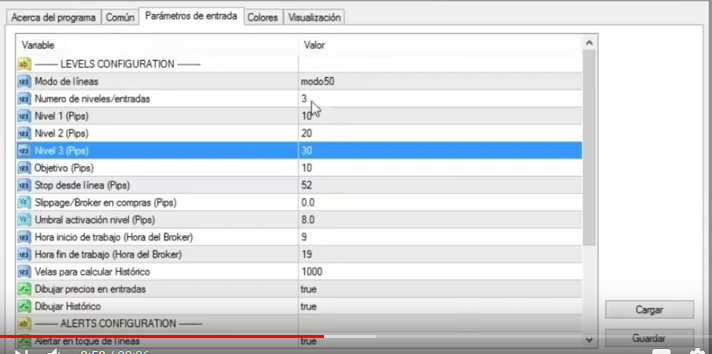 Acerca del programa Común Parámetros de entrada Colores Visualización
Variable Valor
——— LEVELS CONFIGURATION ———
Modo de líneas modo50
Numero de niveles/entradas 3
Nivel 1 (Pips) 10
Nivel 2 (Pips) 20
Nivel 3 (Pips) 30
Objetivo (Pips) 10
Stop desde línea (Pips) 52
Slippage/Broker en compras (Pips) 0.0
Umbral activación nivel (Pips) 8.0
Hora inicio de trabajo (Hora del Broker) 9
Hora fin de trabajo (Hora del Broker) 19
Velas para calcular Histórico 1000
Dibujar precios en entradas true
Dibujar Histórico true
Cargar
——— ALERTS CONFIGURATION ———
Alertar en toque de líneas true
Guardar